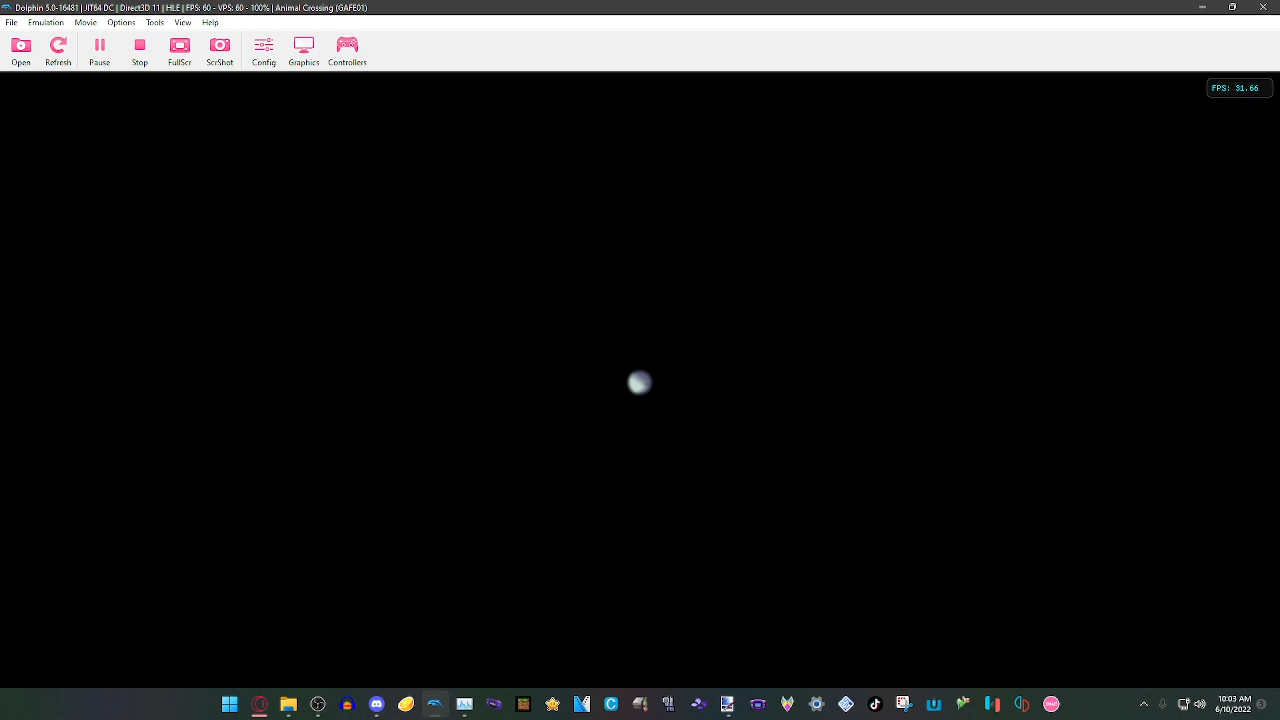 Dolphin 5.0-16481 | JIT64 DC | Direct3D 11 | HLE | FPS: 60 - VPS: 60 - 100% | Animal Crossing (GAFE01)
File Emulation Movie Options Tools View Help
Open Refresh Pause Stop FullScr ScrShot Config Graphics Controllers
FPS: 31.66
10:03 AM
6/10/2022